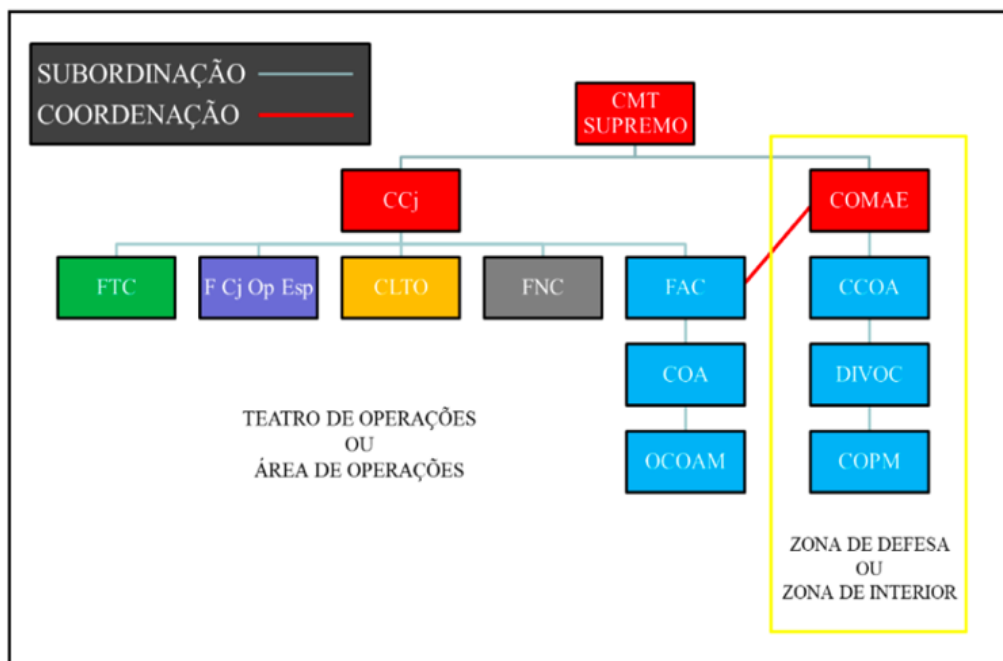 SUBORDINAÇÃO
COORDENAÇÃO
CMT
SUPREMO
CCj
COMAE
FTC
F Cj Op Esp
CLTO
FNC
FAC
CCOA
COA
DIVOC
OCOAM
COPM
TEATRO DE OPERAÇÕES
OU
ÁREA DE OPERAÇÕES
ZONA DE DEFESA
OU
ZONA DE INTERIOR